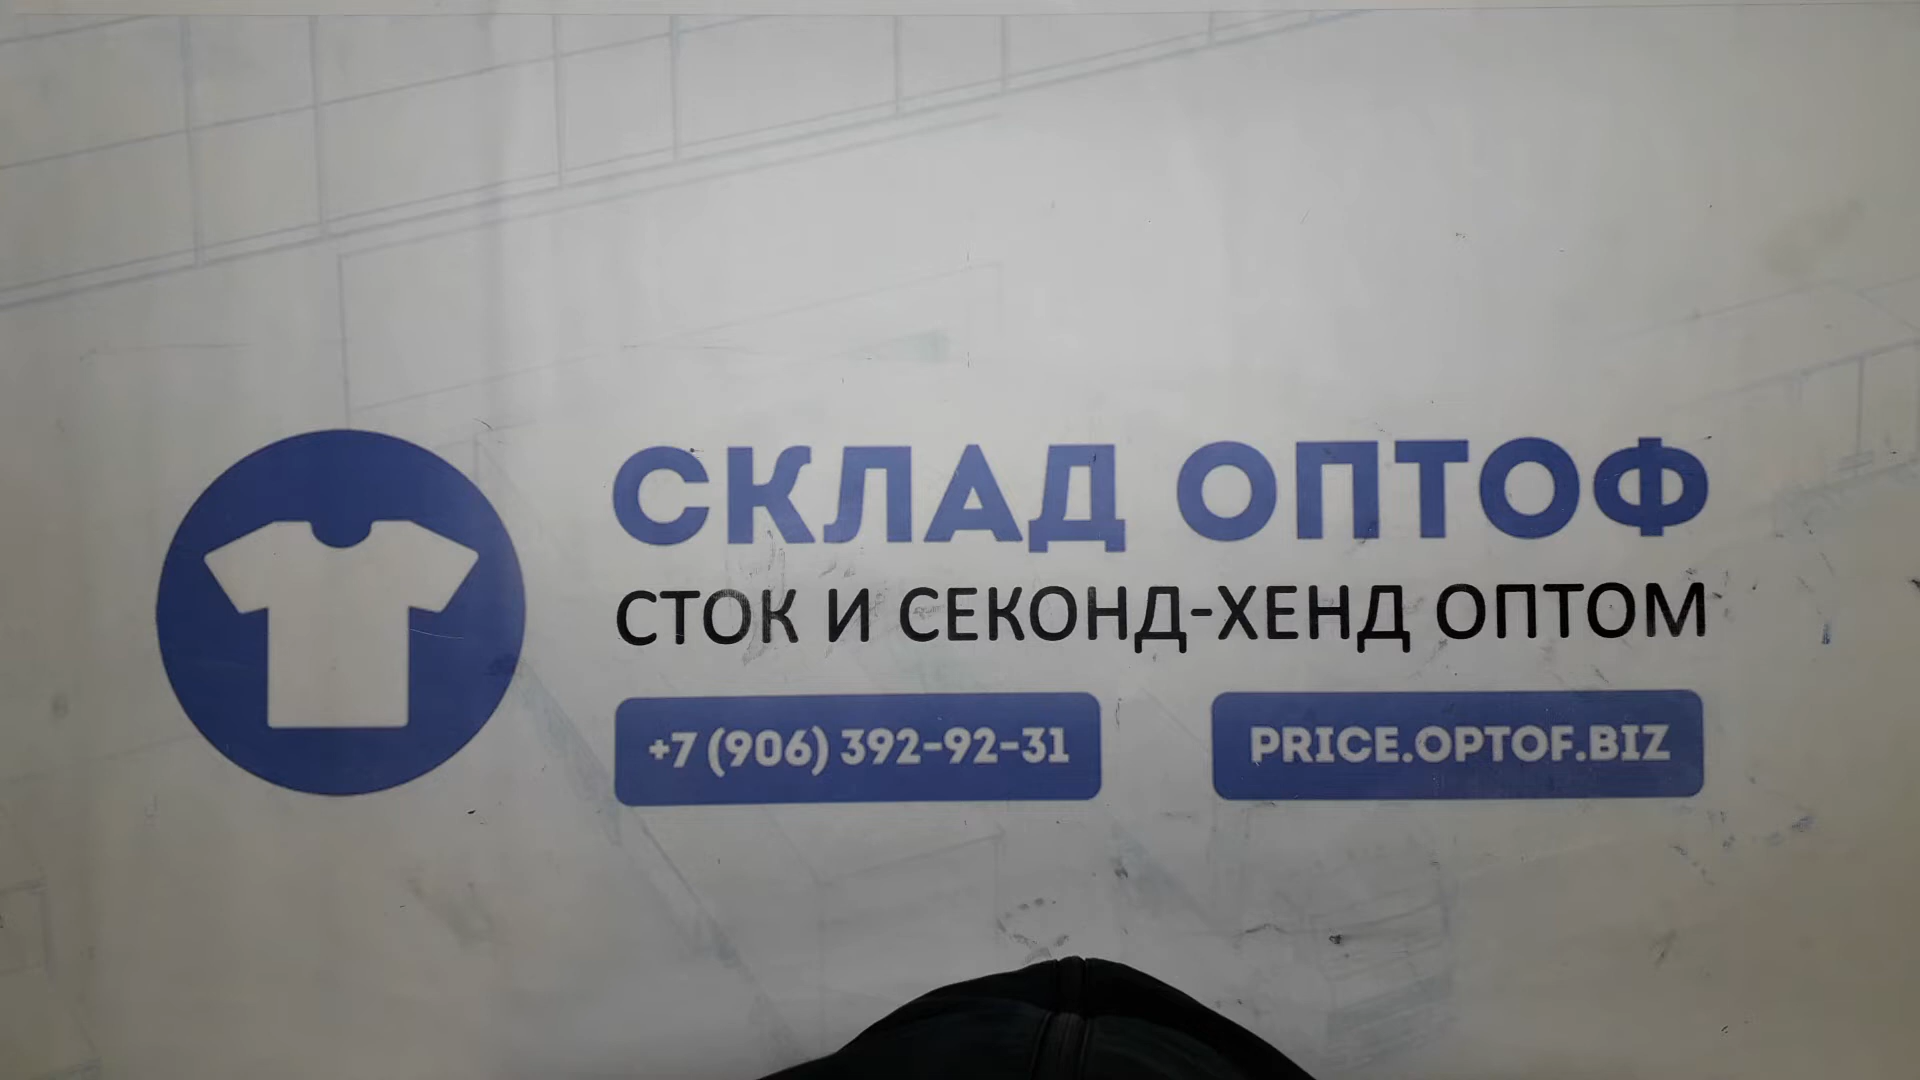 СКЛАД ОПТОФ
СТОК И СЕКОНД-ХЕНД ОПТОМ
+7 (906) 392-92-31
PRICE.OPTOF.BIZ